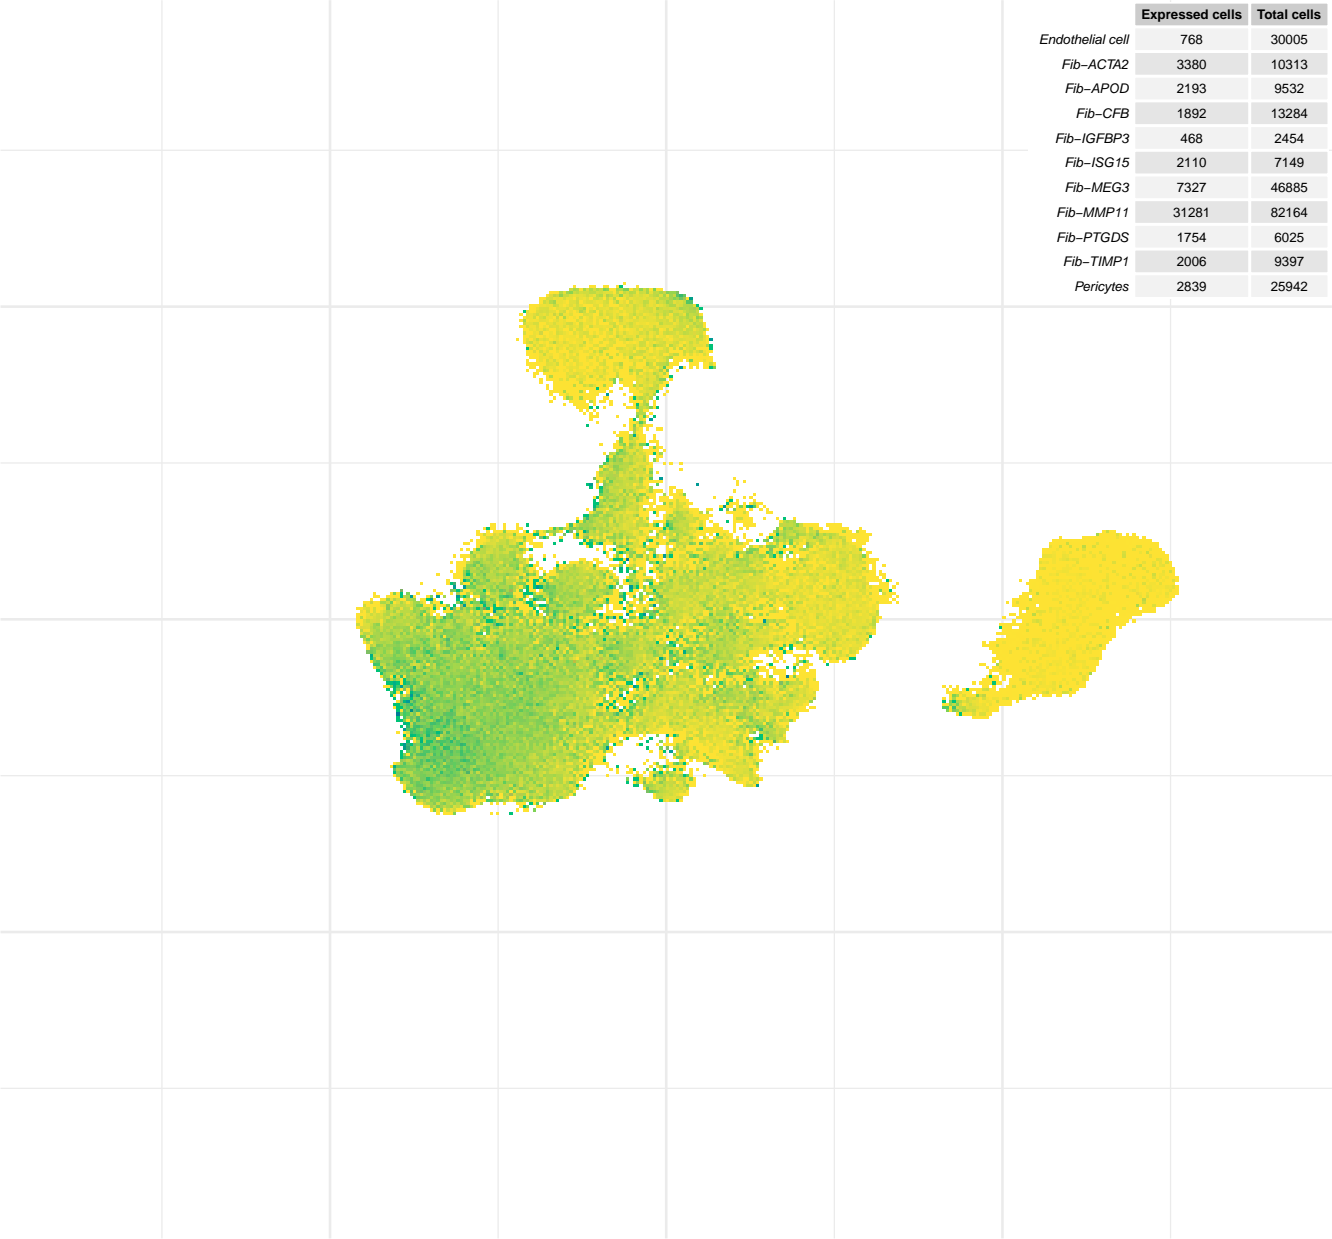 Expressed cells Total cells
Endothelial cell 768 30005
Fib−ACTA2 3380 10313
Fib−APOD 2193 9532
Fib−CFB 1892 13284
Fib−IGFBP3 468 2454
Fib−ISG15 2110 7149
Fib−MEG3 7327 46885
Fib−MMP11 31281 82164
Fib−PTGDS 1754 6025
Fib−TIMP1 2006 9397
Pericytes 2839 25942